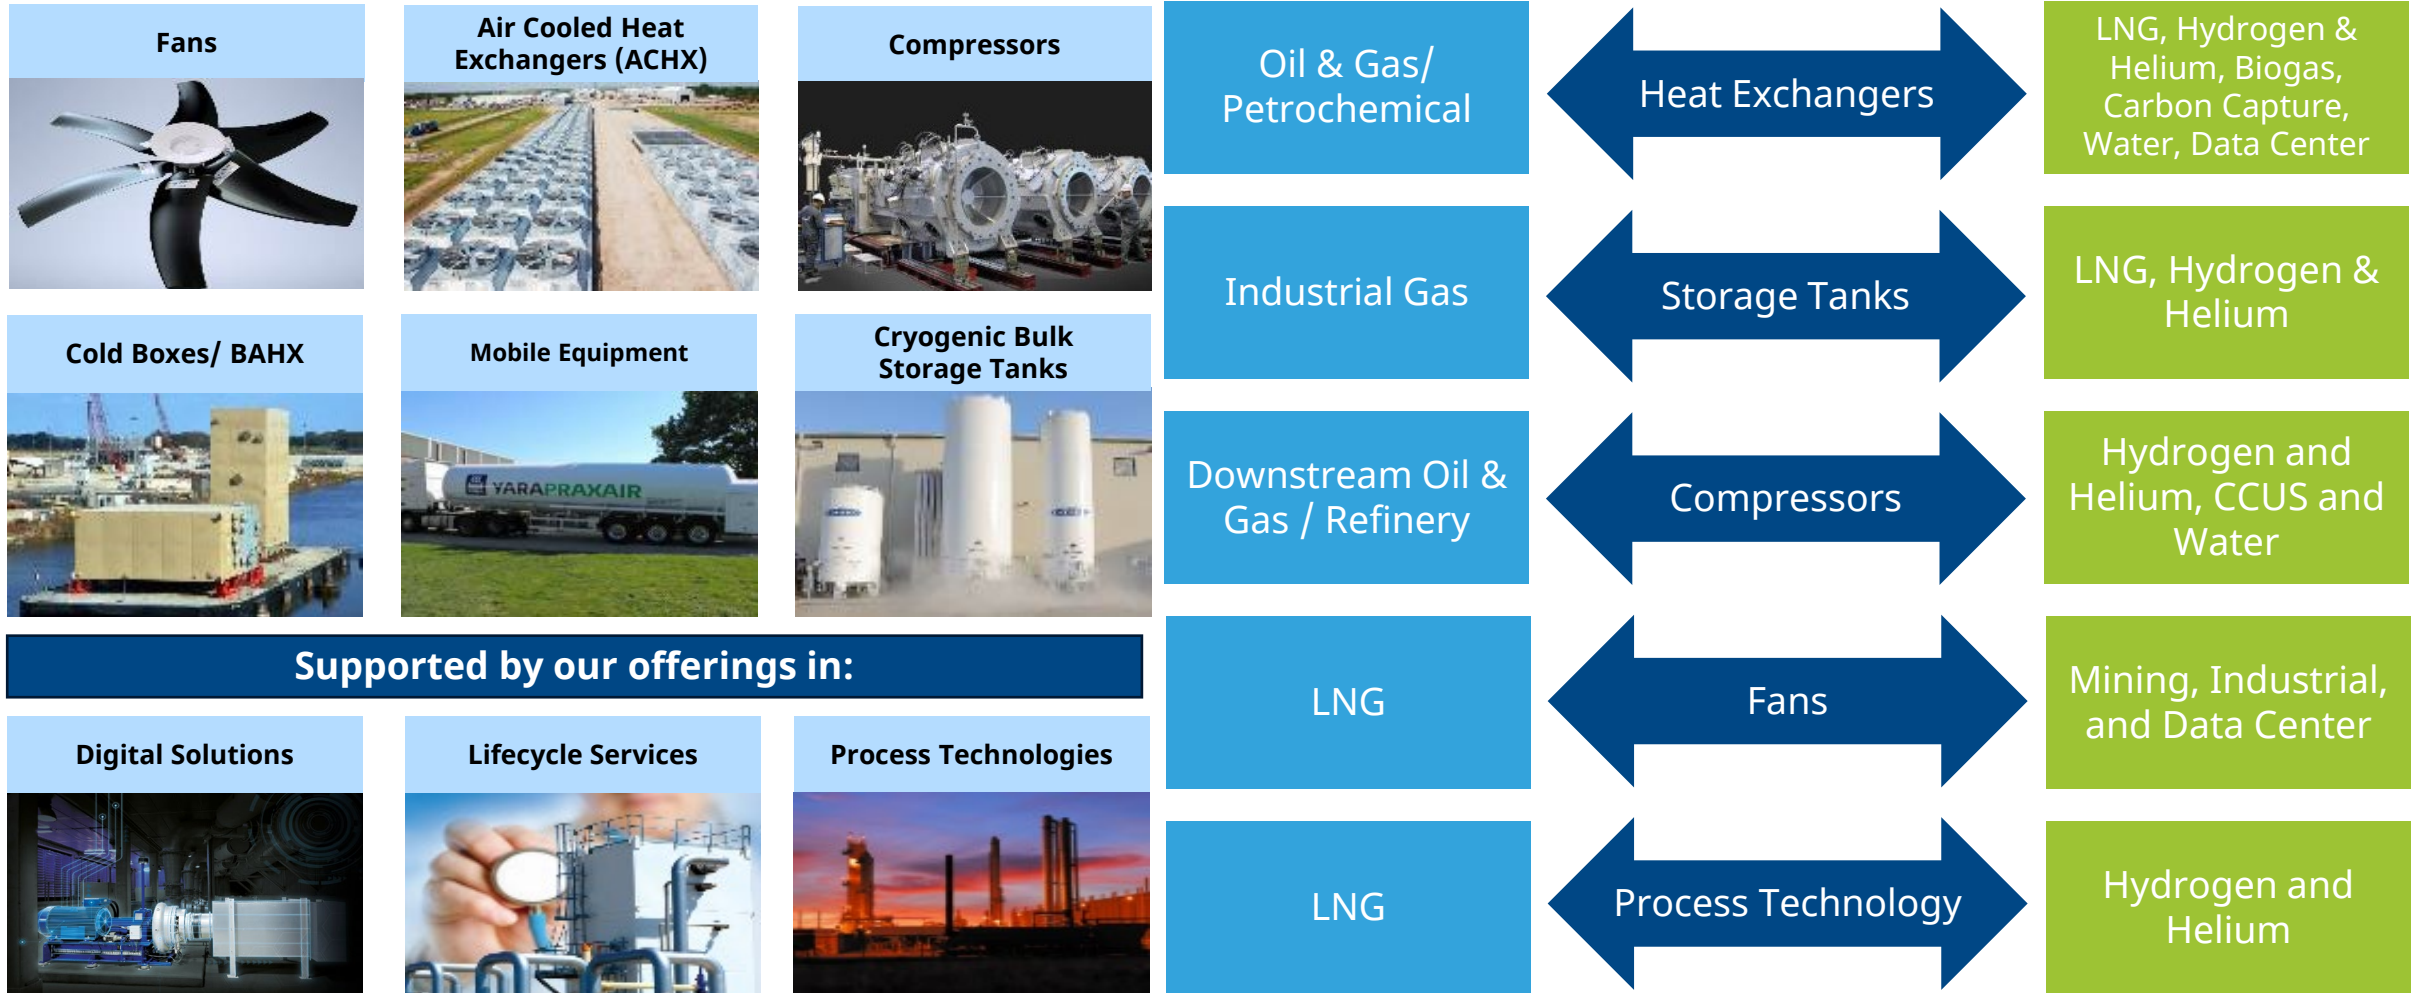 Fans
Air Cooled Heat
Exchangers (ACHX)
Compressors
Cold Boxes/ BAHX
Mobile Equipment
YARAPRAXAIR
Cryogenic Bulk
Storage Tanks
Supported by our offerings in:
Digital Solutions
Lifecycle Services
Process Technologies
Oil & Gas/
Petrochemical
Heat Exchangers
LNG, Hydrogen &
Helium, Biogas,
Carbon Capture,
Water, Data Center
Industrial Gas
Storage Tanks
LNG, Hydrogen &
Helium
Downstream Oil &
Gas / Refinery
Compressors
Hydrogen and
Helium, CCUS and
Water
LNG
Fans
Mining, Industrial,
and Data Center
LNG
Process Technology
Hydrogen and
Helium